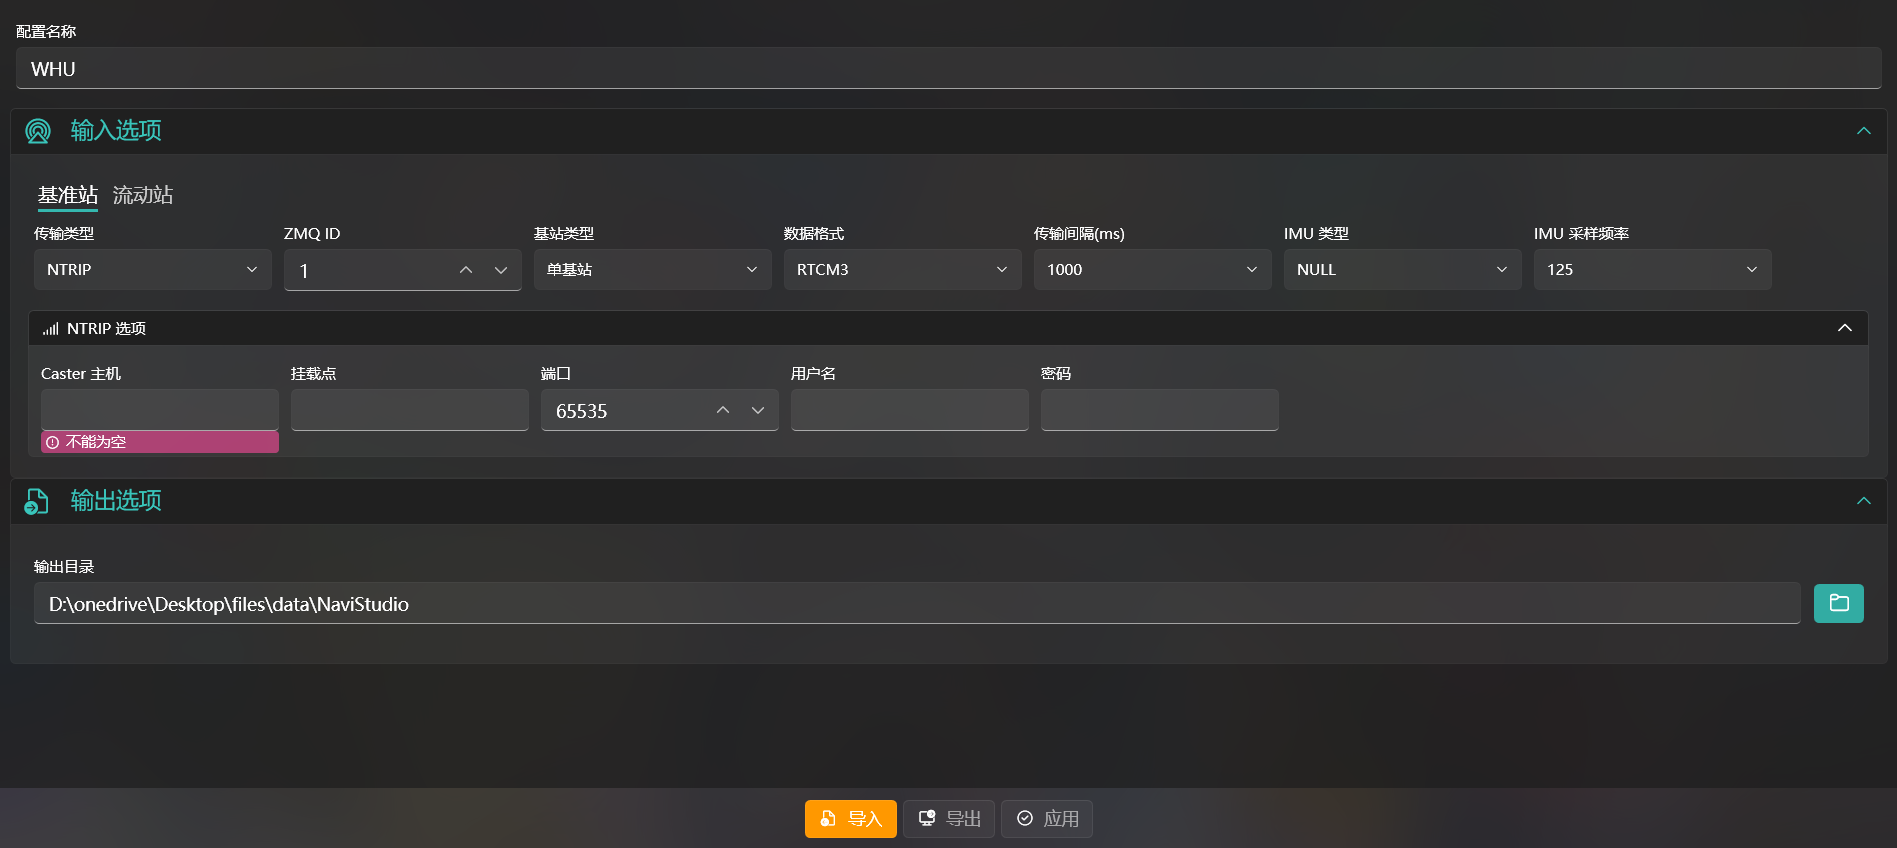 配置名称
WHU
输入选项
基准站 流动站
传输类型 ZMQ ID 基站类型 数据格式 传输间隔(ms) IMU 类型 IMU 采样频率
NTRIP 1 单基站 RTCM3 1000 NULL 125
NTRIP 选项
Caster 主机 挂载点 端口 用户名 密码
65535
不能为空
输出选项
输出目录
D:\onedrive\Desktop\files\data\NaviStudio
导入 导出 应用